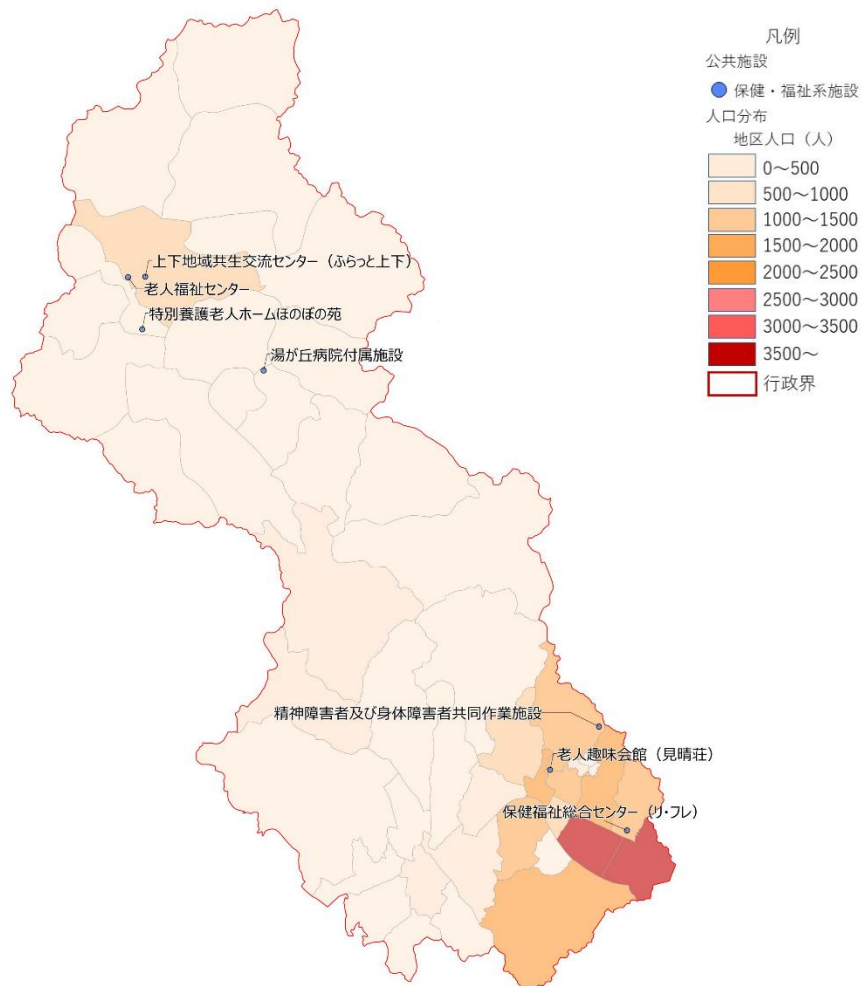 凡例
公共施設
保健・福祉系施設
人口分布
地区人口（人）
0～500
500～1000
1000～1500
1500～2000
2000～2500
2500～3000
3000～3500
3500～
行政界
上下地域共生交流センター（ふらっと上下）
老人福祉センター
特別養護老人ホームほのぼの苑
湯が丘病院付属施設
精神障害者及び身体障害者共同作業施設
老人趣味会館（見晴荘）
保健福祉総合センター（リ・フレ）